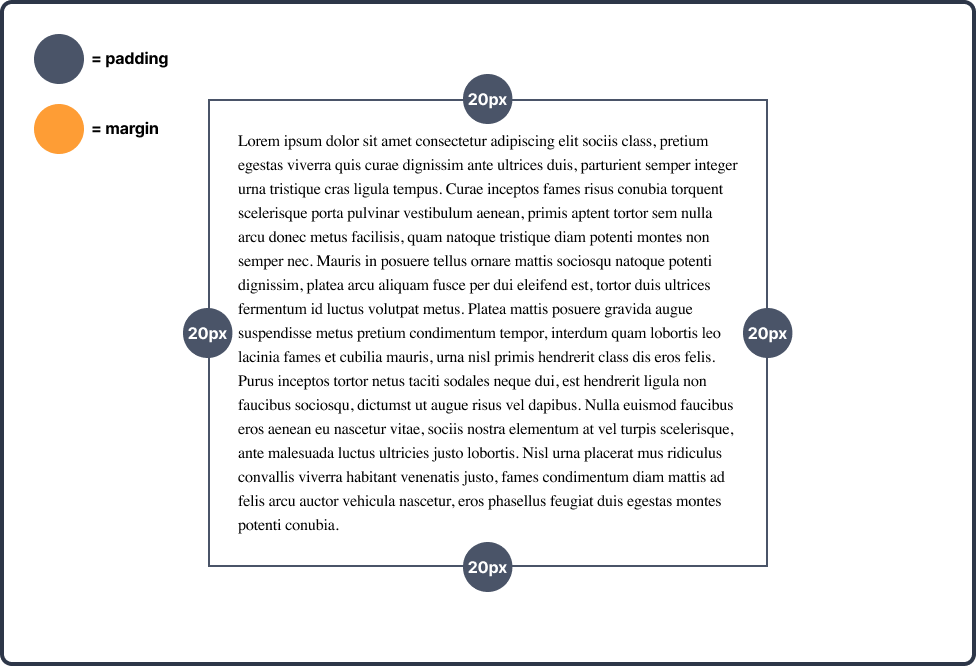 = padding
= margin
20px
Lorem ipsum dolor sit amet consectetur adipiscing elit sociis class, pretium
egestas viverra quis curae dignissim ante ultrices duis, parturient semper integer
urna tristique cras ligula tempus. Curae inceptos fames risus conubia torquent
scelerisque porta pulvinar vestibulum aenean, primis aptent tortor sem nulla
arcu donec metus facilisis, quam natoque tristique diam potenti montes non
semper nec. Mauris in posuere tellus ornare mattis sociosqu natoque potenti
dignissim, platea arcu aliquam fusce per dui eleifend est, tortor duis ultrices
fermentum id luctus volutpat metus. Platea mattis posuere gravida augue
20px
suspendisse metus pretium condimentum tempor, interdum quam lobortis leo
20px
lacinia fames et cubilia mauris, urna nisl primis hendrerit class dis eros felis.
Purus inceptos tortor netus taciti sodales neque dui, est hendrerit ligula non
faucibus sociosqu, dictumst ut augue risus vel dapibus. Nulla euismod faucibus
eros aenean eu nascetur vitae, sociis nostra elementum at vel turpis scelerisque,
ante malesuada luctus ultricies justo lobortis. Nisl urna placerat mus ridiculus
convallis viverra habitant venenatis justo, fames condimentum diam mattis ad
felis arcu auctor vehicula nascetur, eros phasellus feugiat duis egestas montes
potenti conubia.
20px